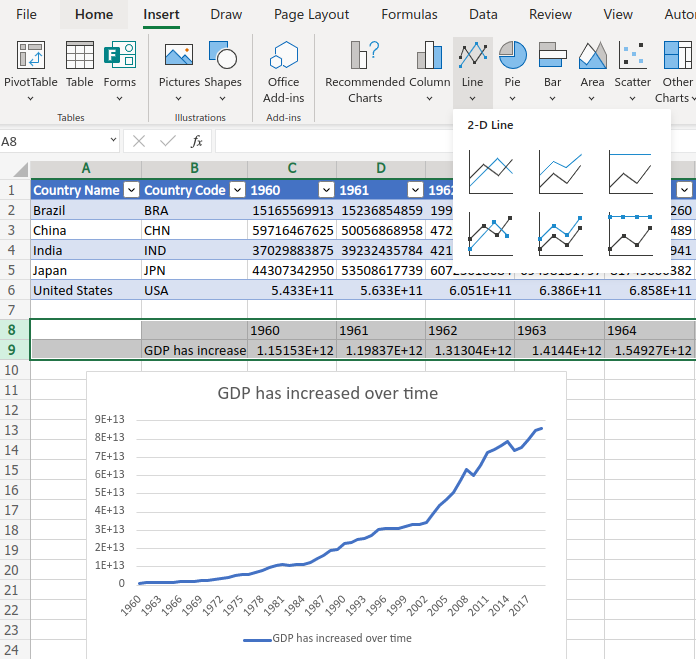 File Home Insert Draw Page Layout Formulas Data Review View Auto
PivotTable Table Forms Pictures Shapes Office Add-ins Recommended Charts Column Line Pie Bar Area Scatter Other Charts
Tables Illustrations Add-ins
2-D Line
A8 fx
A B C D
1 Country Name Country Code 1960 1961 1962
2 Brazil BRA 15165569913 15236854859 199 260
3 China CHN 59716467625 50056868958 472 489
4 India IND 37029883875 39232435784 421 941
5 Japan JPN 44307342950 53508617739 382
6 United States USA 5.433E+11 5.633E+11 6.051E+11 6.386E+11 6.858E+11
7
8 1960 1961 1962 1963 1964
9 GDP has increase 1.15153E+12 1.19837E+12 1.31304E+12 1.4144E+12 1.54927E+12
10
11
GDP has increased over time
12
13
9E+13
14
8E+13
15
7E+13
16
6E+13
17
5E+13
18
4E+13
3E+13
19
2E+13
20
1E+13
21
0
22
1960 1963 1966 1969 1972 1975 1978 1981 1984 1987 1990 1993 1996 1999 2002 2005 2008 2011 2014 2017
23
GDP has increased over time
24